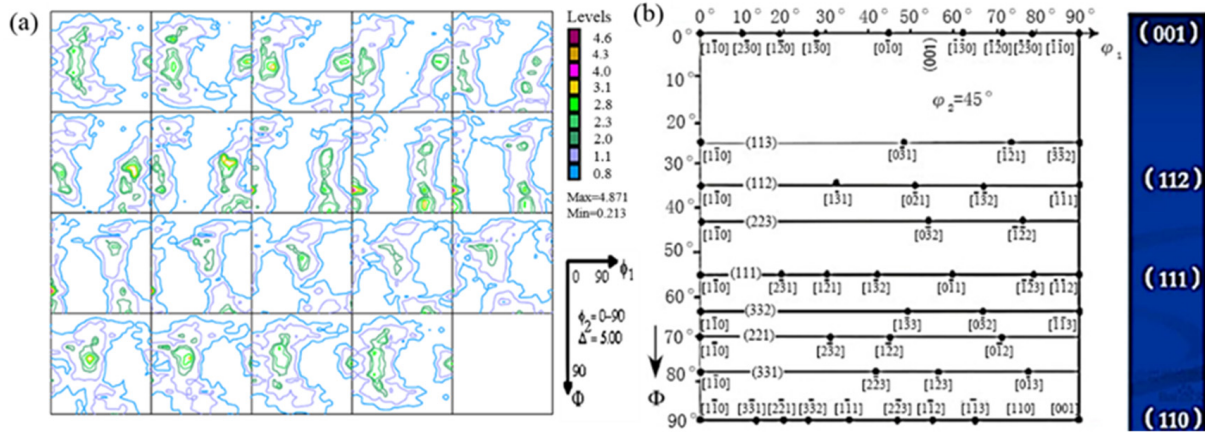 (a)
Levels
4.6
4.3
4.0
3.1
2.8
2.3
2.0
1.1
0.8
Max=4.871
Min=0.213
0 90 ϕ₁
ϕ₂=0-90
Δ=5.00
90
Φ
(b)
0° 10° 20° 30° 40° 50° 60° 70° 80° 90°
φ₁
0°
[11̄0] [23̄0] [12̄0] [13̄0] [01̄0] (001) [1̄3̄0] [1̄2̄0] [2̄3̄0] [1̄1̄0]
10°
φ₂=45°
20°
(113)
[11̄0] [03̄1] [1̄2̄1] [3̄3̄2]
30°
(112)
[11̄0] [13̄1] [02̄1] [1̄3̄2] [1̄1̄1]
40°
(223)
[11̄0] [03̄2] [1̄2̄2]
50°
(111)
[11̄0] [23̄1] [12̄1] [13̄2] [01̄1] [1̄2̄3] [1̄1̄2]
60°
(332)
[11̄0] [13̄3] [03̄2] [1̄1̄3]
70° (221)
[11̄0] [23̄2] [12̄2] [01̄2]
80° (331)
[11̄0] [22̄3] [12̄3] [01̄3]
Φ
[11̄0] [33̄1] [22̄1] [33̄2] [11̄1] [22̄3] [11̄2] [11̄3] [110] [001]
90°
(001)
(112)
(111)
(110)